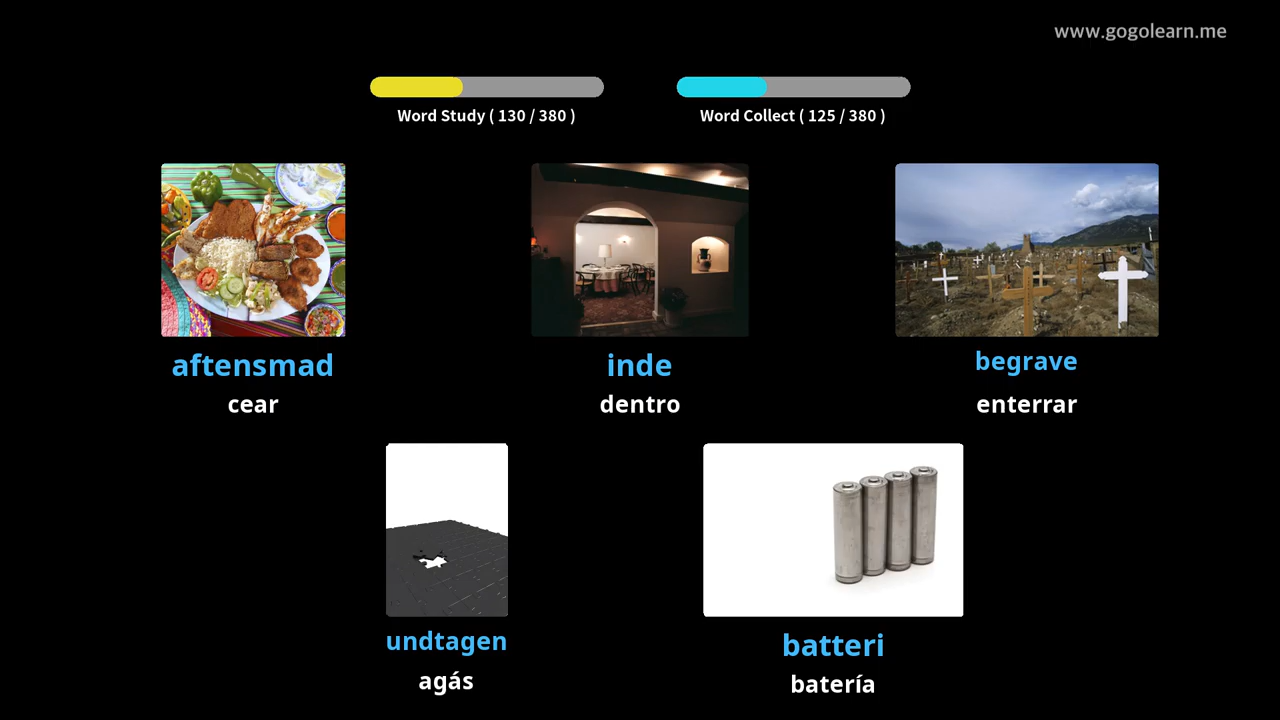 www.gogolearn.me
Word Study ( 130 / 380 )
Word Collect ( 125 / 380 )
aftensmad
cear
inde
dentro
begrave
enterrar
undtagen
agás
batteri
batería